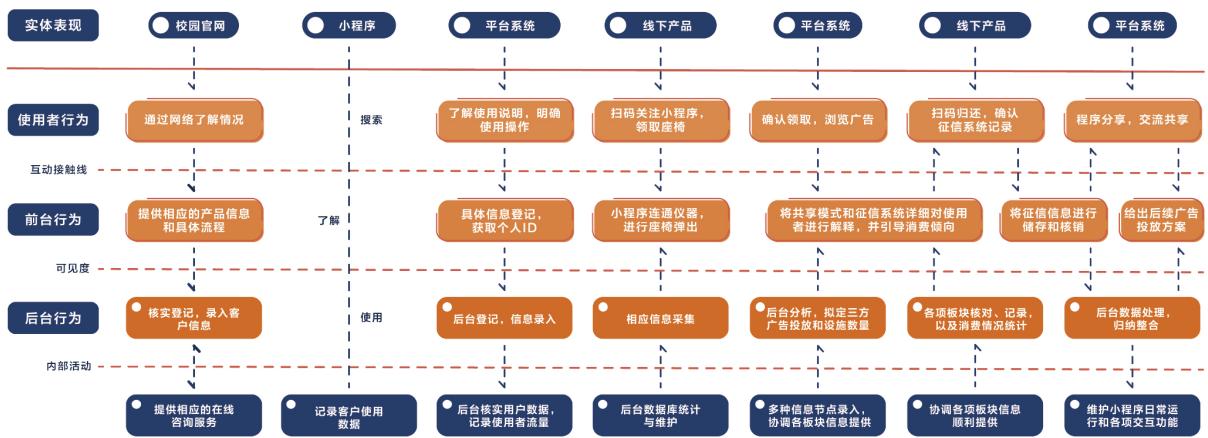 实体表现
校园官网
小程序
平台系统
线下产品
平台系统
线下产品
平台系统
使用者行为
通过网络了解情况
搜索
了解使用说明，明确
使用操作
扫码关注小程序，
领取座椅
确认领取，浏览广告
扫码归还，确认
征信系统记录
程序分享，交流共享
互动接触线
前台行为
提供相应的产品信息
和具体流程
了解
具体信息登记，
获取个人ID
小程序连通仪器，
进行座椅弹出
将共享模式和征信系统详细对使用
者进行解释，并引导消费倾向
将征信信息进行
储存和核销
给出后续广告
投放方案
可见度
后台行为
核实登记，录入客
户信息
使用
后台登记，信息录入
相应信息采集
后台分析，拟定三方
广告投放和设施数量
各项板块核对、记录，
以及消费情况统计
后台数据处理，
归纳整合
内部活动
提供相应的在线
咨询服务
记录客户使用
数据
后台核实用户数据，
记录使用者流量
后台数据库统计
与维护
多种信息节点录入，
协调各板块信息提供
协调各项板块信息
顺利提供
维护小程序日常运
行和各项交互功能